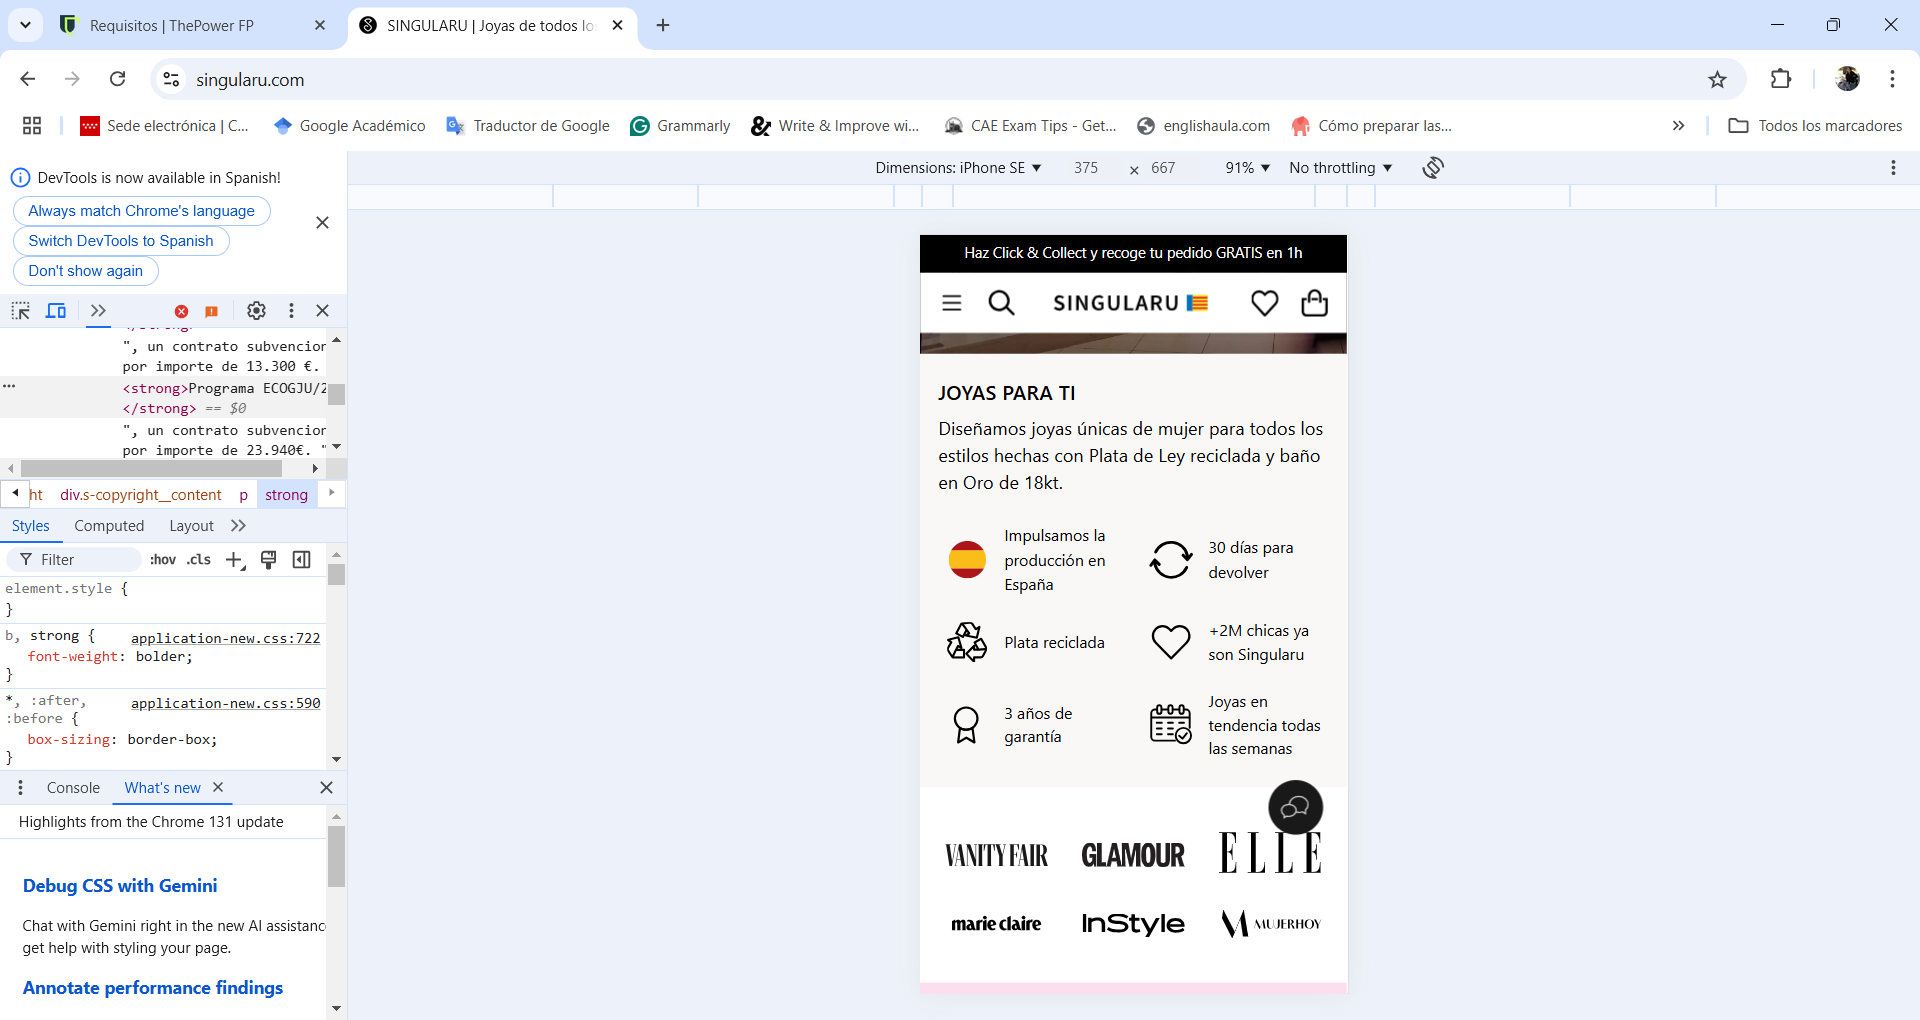 Requisitos | ThePower FP
SINGULARU | Joyas de todos lo
singularu.com
Sede electrónica | C...
Google Académico
Traductor de Google
Grammarly
Write & Improve wi...
CAE Exam Tips - Get...
englishaula.com
Cómo preparar las...
Todos los marcadores
DevTools is now available in Spanish!
Always match Chrome's language
Switch DevTools to Spanish
Don't show again
Dimensions: iPhone SE
375 × 667
91%
No throttling
</strong>
", un contrato subvencion
por importe de 13.300 €.
<strong>Programa ECOGJU/2
</strong> == $0
", un contrato subvencion
por importe de 23.940€. "
ht div.s-copyright__content p strong
Styles Computed Layout
Filter :hov .cls
element.style {
}
b, strong { application-new.css:722
font-weight: bolder;
}
*, :after, application-new.css:590
:before {
box-sizing: border-box;
}
Console What's new
Highlights from the Chrome 131 update
Debug CSS with Gemini
Chat with Gemini right in the new AI assistanc
get help with styling your page.
Annotate performance findings
Haz Click & Collect y recoge tu pedido GRATIS en 1h
SINGULARU
JOYAS PARA TI
Diseñamos joyas únicas de mujer para todos los
estilos hechas con Plata de Ley reciclada y baño
en Oro de 18kt.
Impulsamos la
producción en
España
30 días para
devolver
Plata reciclada
+2M chicas ya
son Singularu
3 años de
garantía
Joyas en
tendencia todas
las semanas
VANITY FAIR
GLAMOUR
ELLE
marie claire
InStyle
MUJERHOY